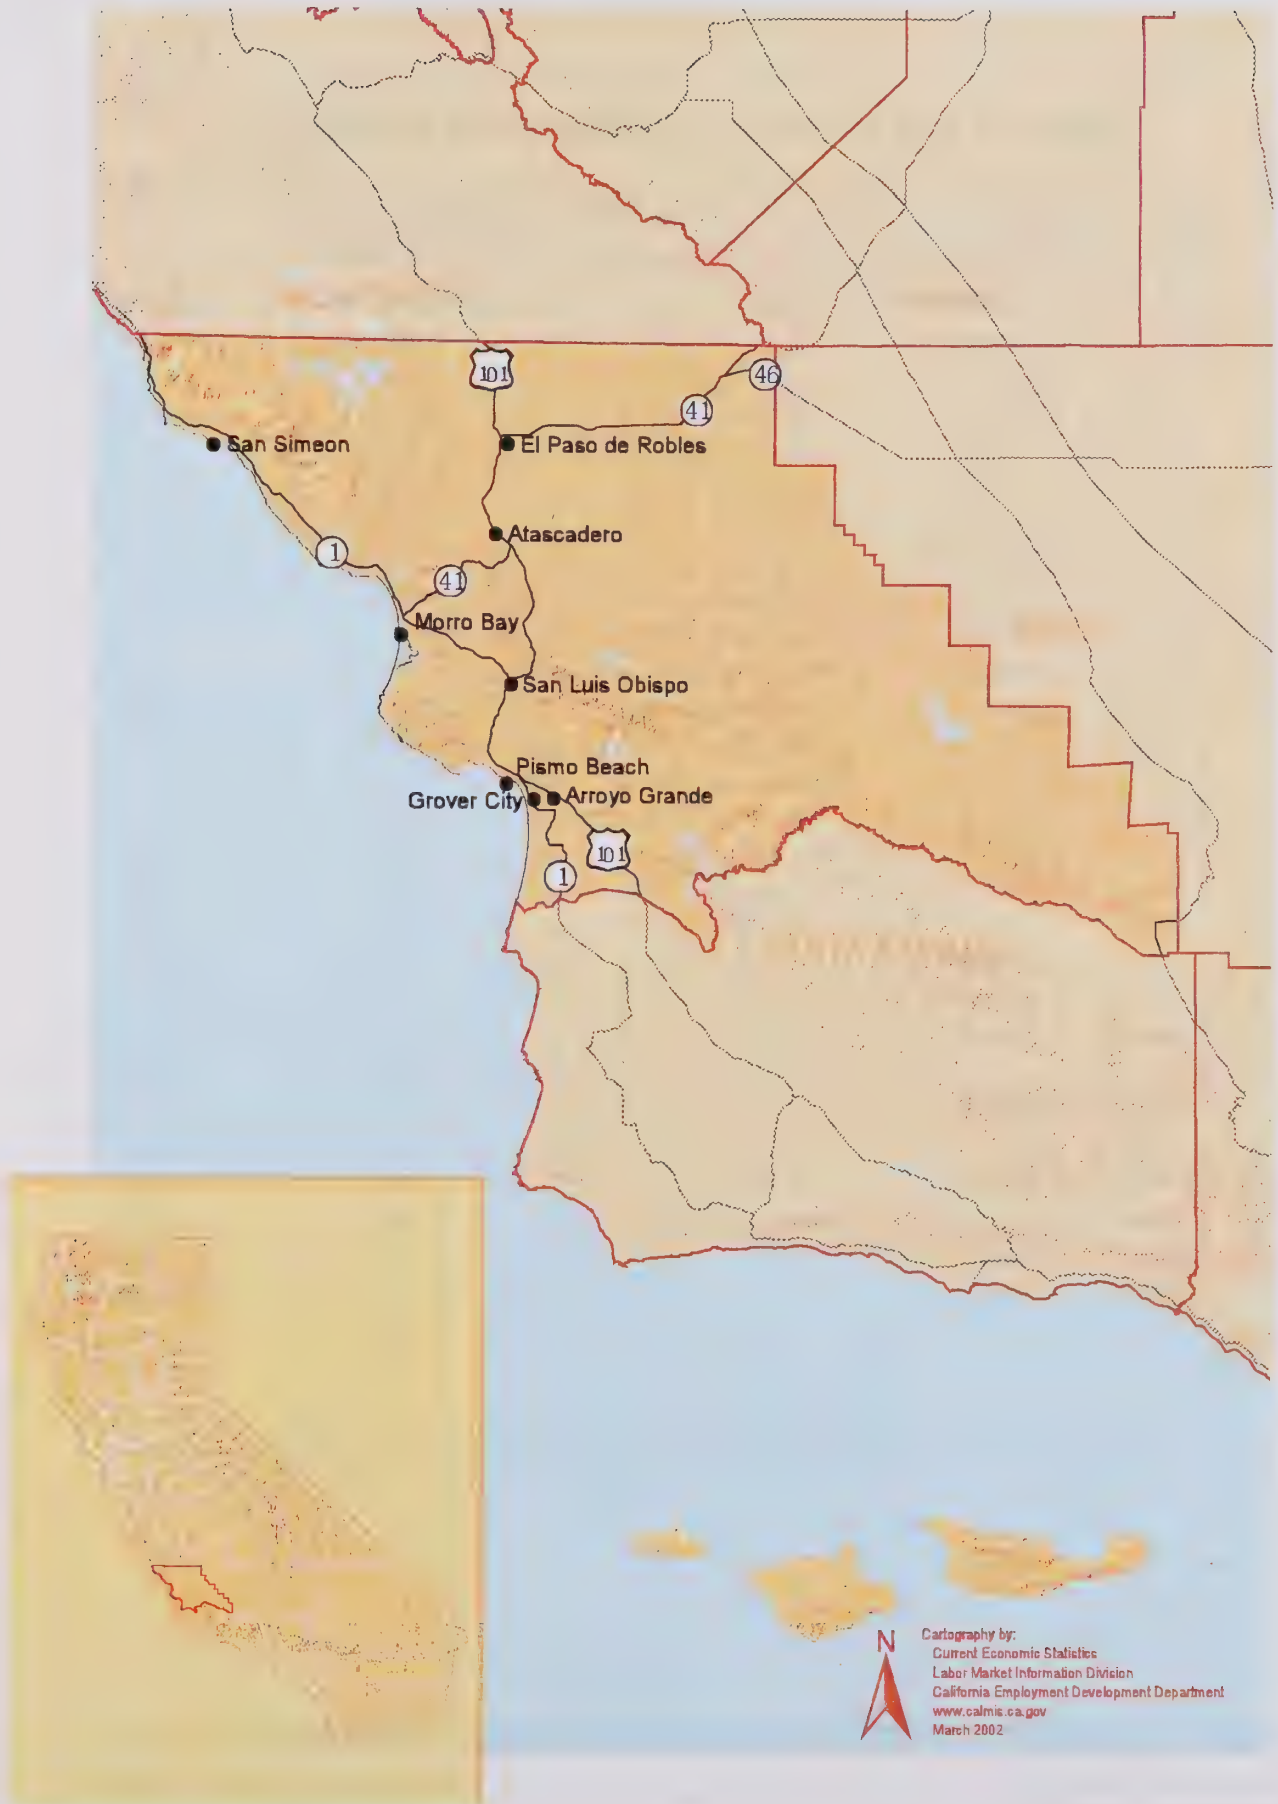 101
46
41
San Simeon
El Paso de Robles
Atascadero
1
41
Morro Bay
San Luis Obispo
Pismo Beach
Grover City
Arroyo Grande
101
1
N
Cartography by:
Current Economic Statistics
Labor Market Information Division
California Employment Development Department
www.calmis.ca.gov
March 2002